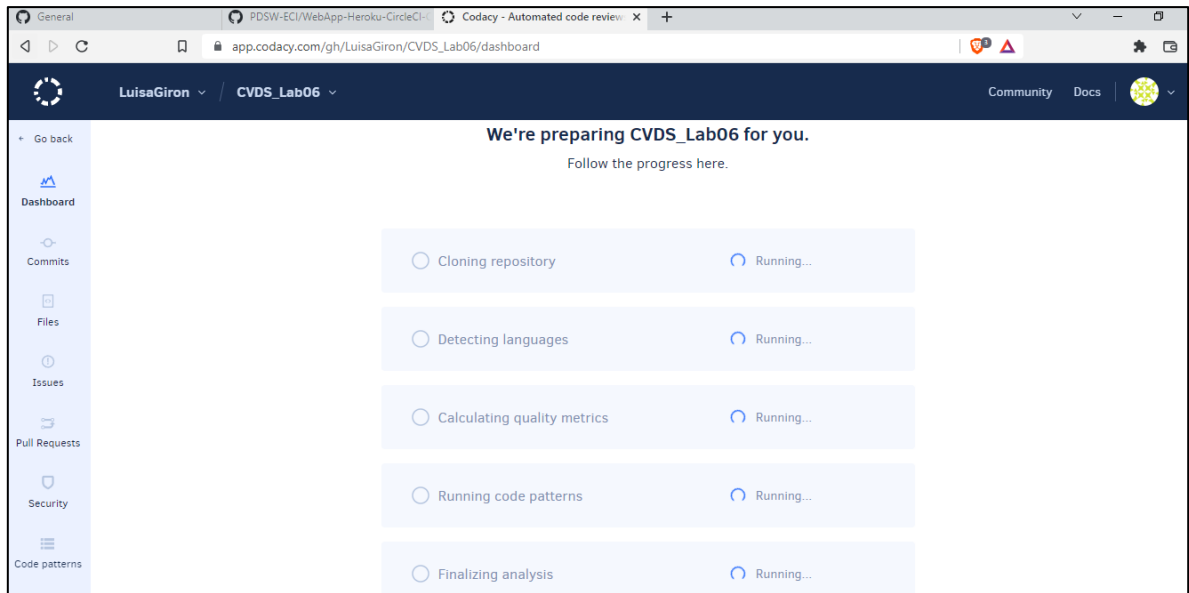 General
PDSW-ECI/WebApp-Heroku-CircleCI-
Codacy - Automated code review
app.codacy.com/gh/LuisaGiron/CVDS_Lab06/dashboard
3
LuisaGiron / CVDS_Lab06
Community
Docs
Go back
Dashboard
Commits
Files
Issues
Pull Requests
Security
Code patterns
We're preparing CVDS_Lab06 for you.
Follow the progress here.
Cloning repository Running...
Detecting languages Running...
Calculating quality metrics Running...
Running code patterns Running...
Finalizing analysis Running...